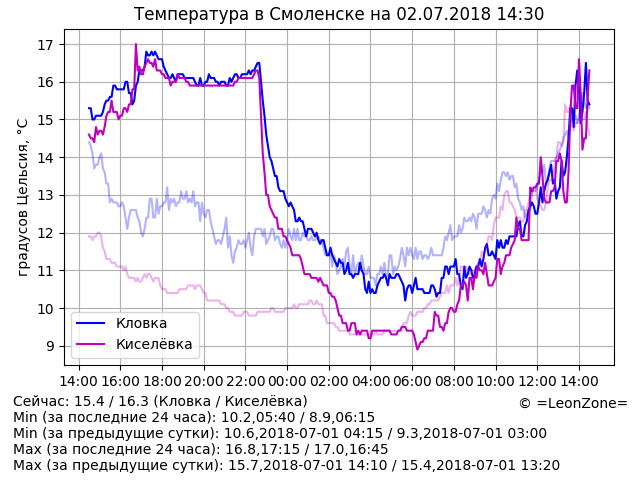 Температура в Смоленске на 02.07.2018 14:30
градусов Цельсия, °C
17
16
15
14
13
12
11
10
9
Кловка
Киселёвка
14:00 16:00 18:00 20:00 22:00 00:00 02:00 04:00 06:00 08:00 10:00 12:00 14:00
Сейчас: 15.4 / 16.3 (Кловка / Киселёвка)
© =LeonZone=
Min (за последние 24 часа): 10.2,05:40 / 8.9,06:15
Min (за предыдущие сутки): 10.6,2018-07-01 04:15 / 9.3,2018-07-01 03:00
Max (за последние 24 часа): 16.8,17:15 / 17.0,16:45
Max (за предыдущие сутки): 15.7,2018-07-01 14:10 / 15.4,2018-07-01 13:20